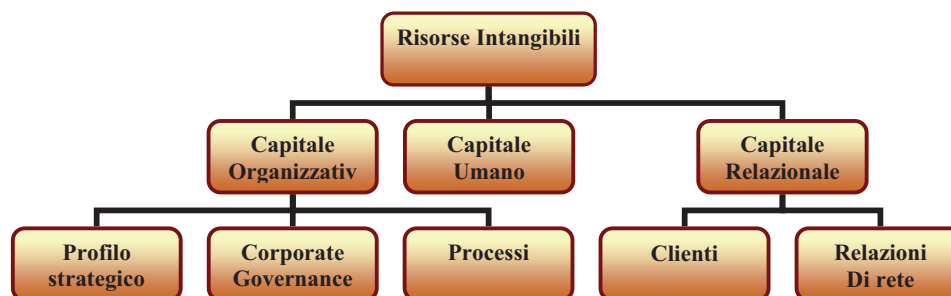 Risorse Intangibili
Capitale
Organizzativ
Capitale
Umano
Capitale
Relazionale
Profilo
strategico
Corporate
Governance
Processi
Clienti
Relazioni
Di rete